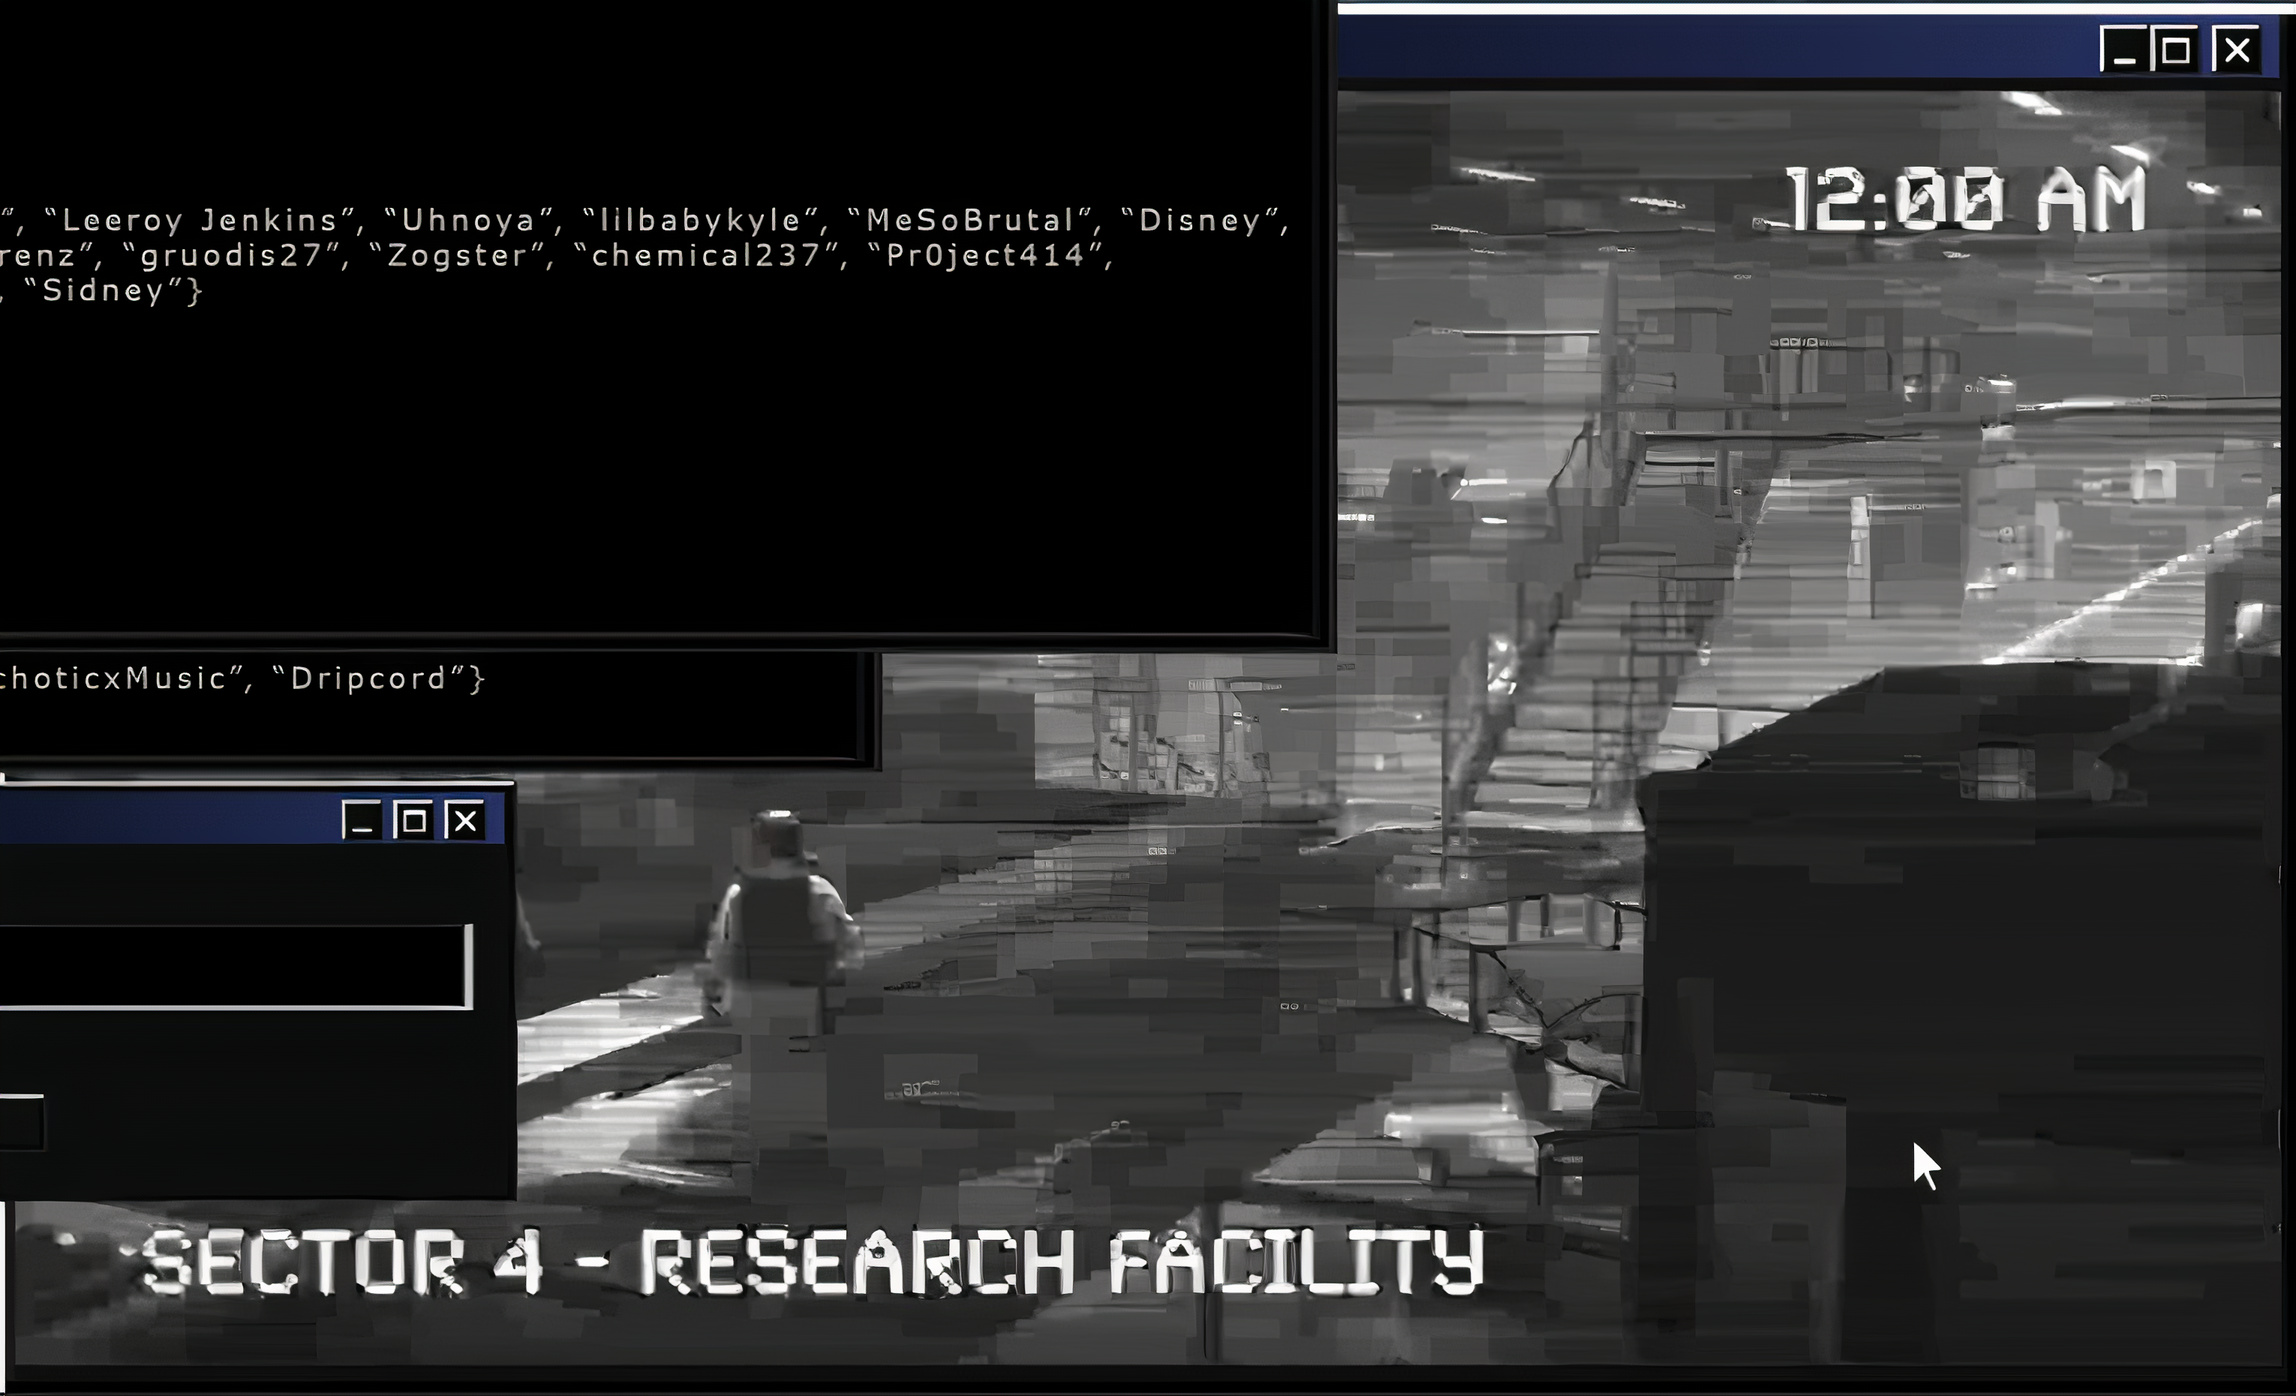 ", “Leeroy Jenkins”, “Uhnoya”, “lilbabykyle”, “MeSoBrutal”, “Disney”,
renz”, “gruodis27”, “Zogster”, “chemical237”, “Pr0ject414”,
, “Sidney”}
choticxMusic”, “Dripcord”}
12:00 AM
SECTOR 4 - RESEARCH FACILITY